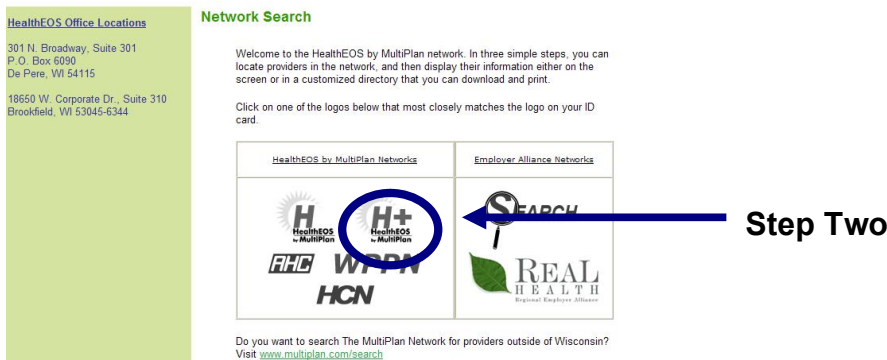 HealthEOS Office Locations
301 N. Broadway, Suite 301
P.O. Box 6090
De Pere, WI 54115
18650 W. Corporate Dr., Suite 310
Brookfield, WI 53045-6344
Network Search
Welcome to the HealthEOS by MultiPlan network. In three simple steps, you can
locate providers in the network, and then display their information either on the
screen or in a customized directory that you can download and print.
Click on one of the logos below that most closely matches the logo on your ID
card.
HealthEOS by MultiPlan Networks
Employer Alliance Networks
H
HealthEOS
by MultiPlan
H+
HealthEOS
by MultiPlan
SEARCH
AHC
WPPN
HCN
REAL
HEALTH
Regional Employer Alliance
Step Two
Do you want to search The MultiPlan Network for providers outside of Wisconsin?
Visit www.multiplan.com/search